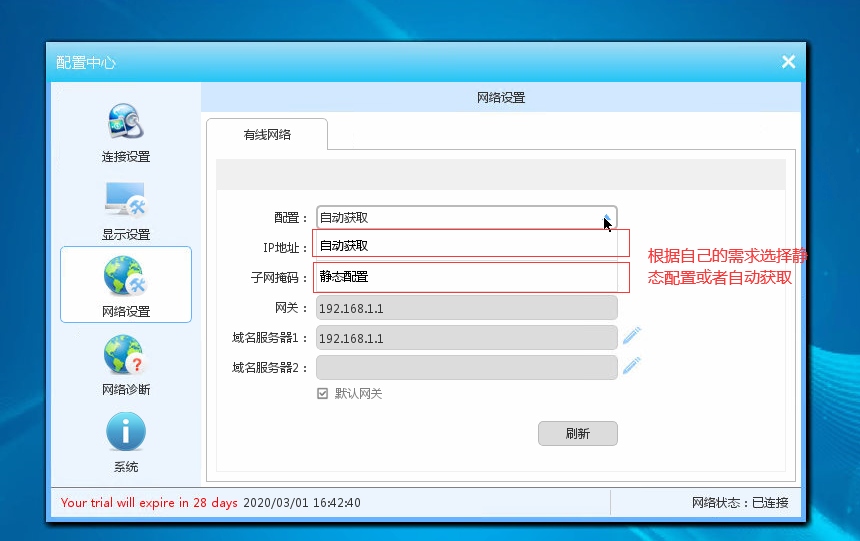 配置中心
网络设置
连接设置
显示设置
网络设置
网络诊断
系统
有线网络
配置： 自动获取
IP地址： 自动获取
子网掩码： 静态配置
根据自己的需求选择静
态配置或者自动获取
网关： 192.168.1.1
域名服务器1： 192.168.1.1
域名服务器2：
默认网关
刷新
Your trial will expire in 28 days 2020/03/01 16:42:40
网络状态：已连接